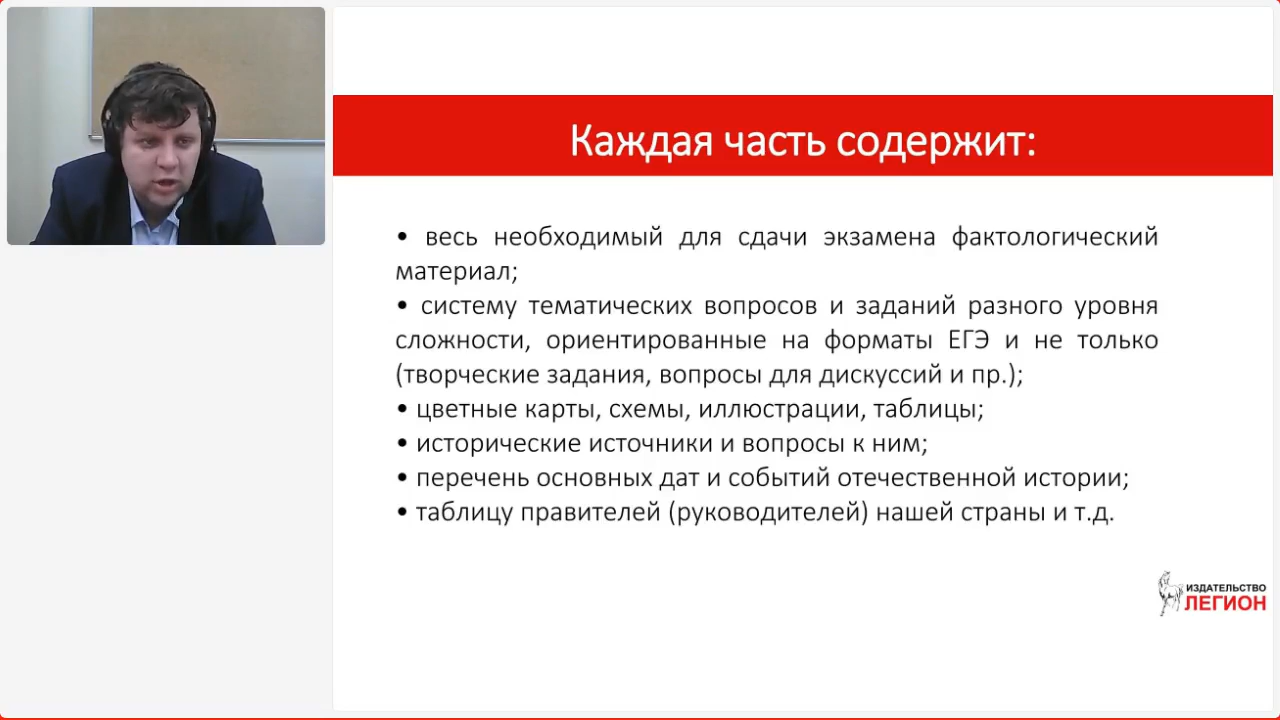 Каждая часть содержит:
• весь необходимый для сдачи экзамена фактологический
материал;
• систему тематических вопросов и заданий разного уровня
сложности, ориентированные на форматы ЕГЭ и не только
(творческие задания, вопросы для дискуссий и пр.);
• цветные карты, схемы, иллюстрации, таблицы;
• исторические источники и вопросы к ним;
• перечень основных дат и событий отечественной истории;
• таблицу правителей (руководителей) нашей страны и т.д.
ИЗДАТЕЛЬСТВО
ЛЕГИОН